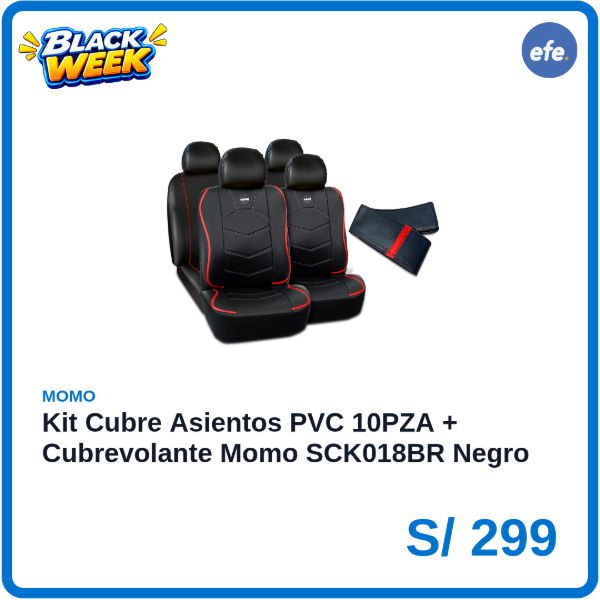 BLACK
WEEK
efe.
MOMO
Kit Cubre Asientos PVC 10PZA +
Cubrevolante Momo SCK018BR Negro
S/ 299